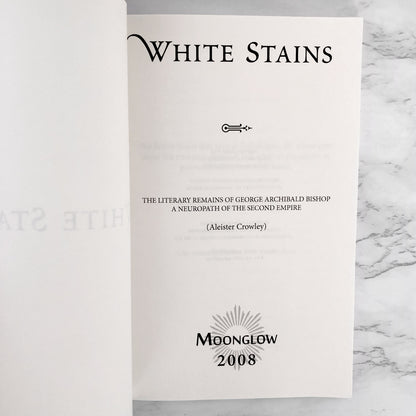 WHITE STAINS
THE LITERARY REMAINS OF GEORGE ARCHIBALD BISHOP
A NEUROPATH OF THE SECOND EMPIRE
(Aleister Crowley)
MOONGLOW
2008